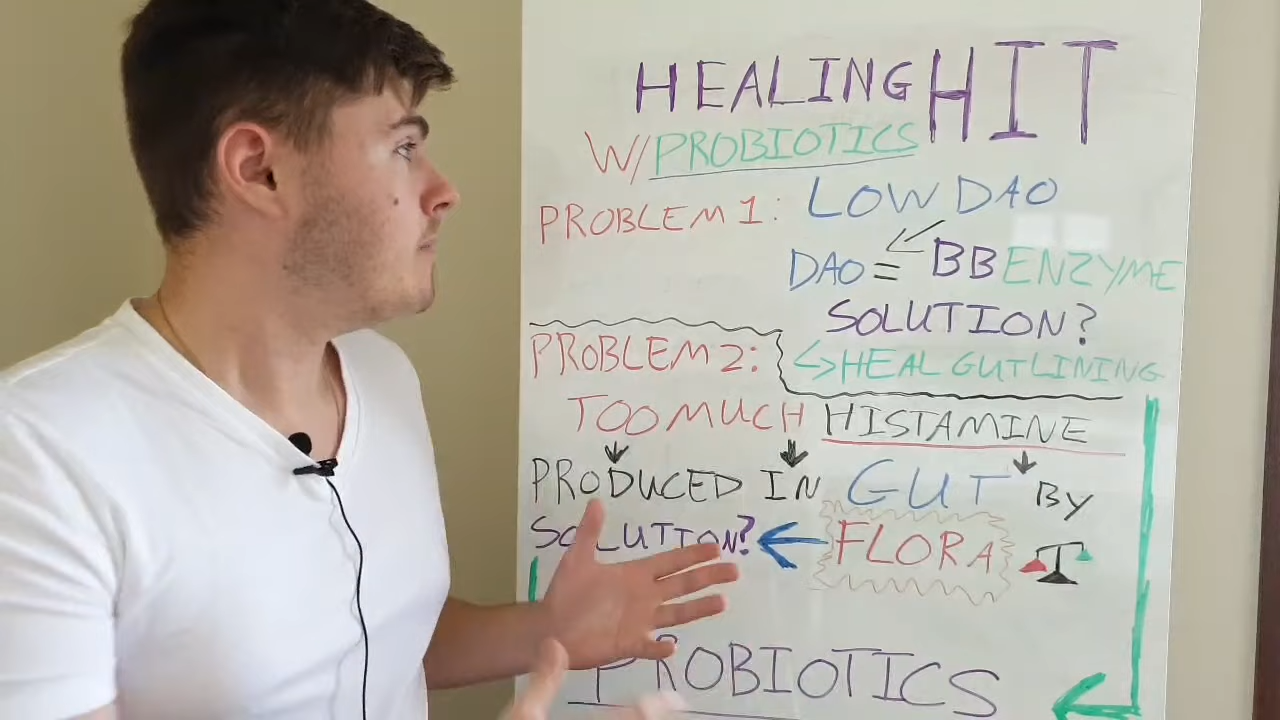 HEALING HIT
W/PROBIOTICS
PROBLEM 1: LOW DAO
DAO = BB ENZYME
SOLUTION?
HEAL GUT LINING
PROBLEM 2:
TOO MUCH HISTAMINE
PRODUCED IN GUT BY
FLORA
SOLUTION?
PROBIOTICS